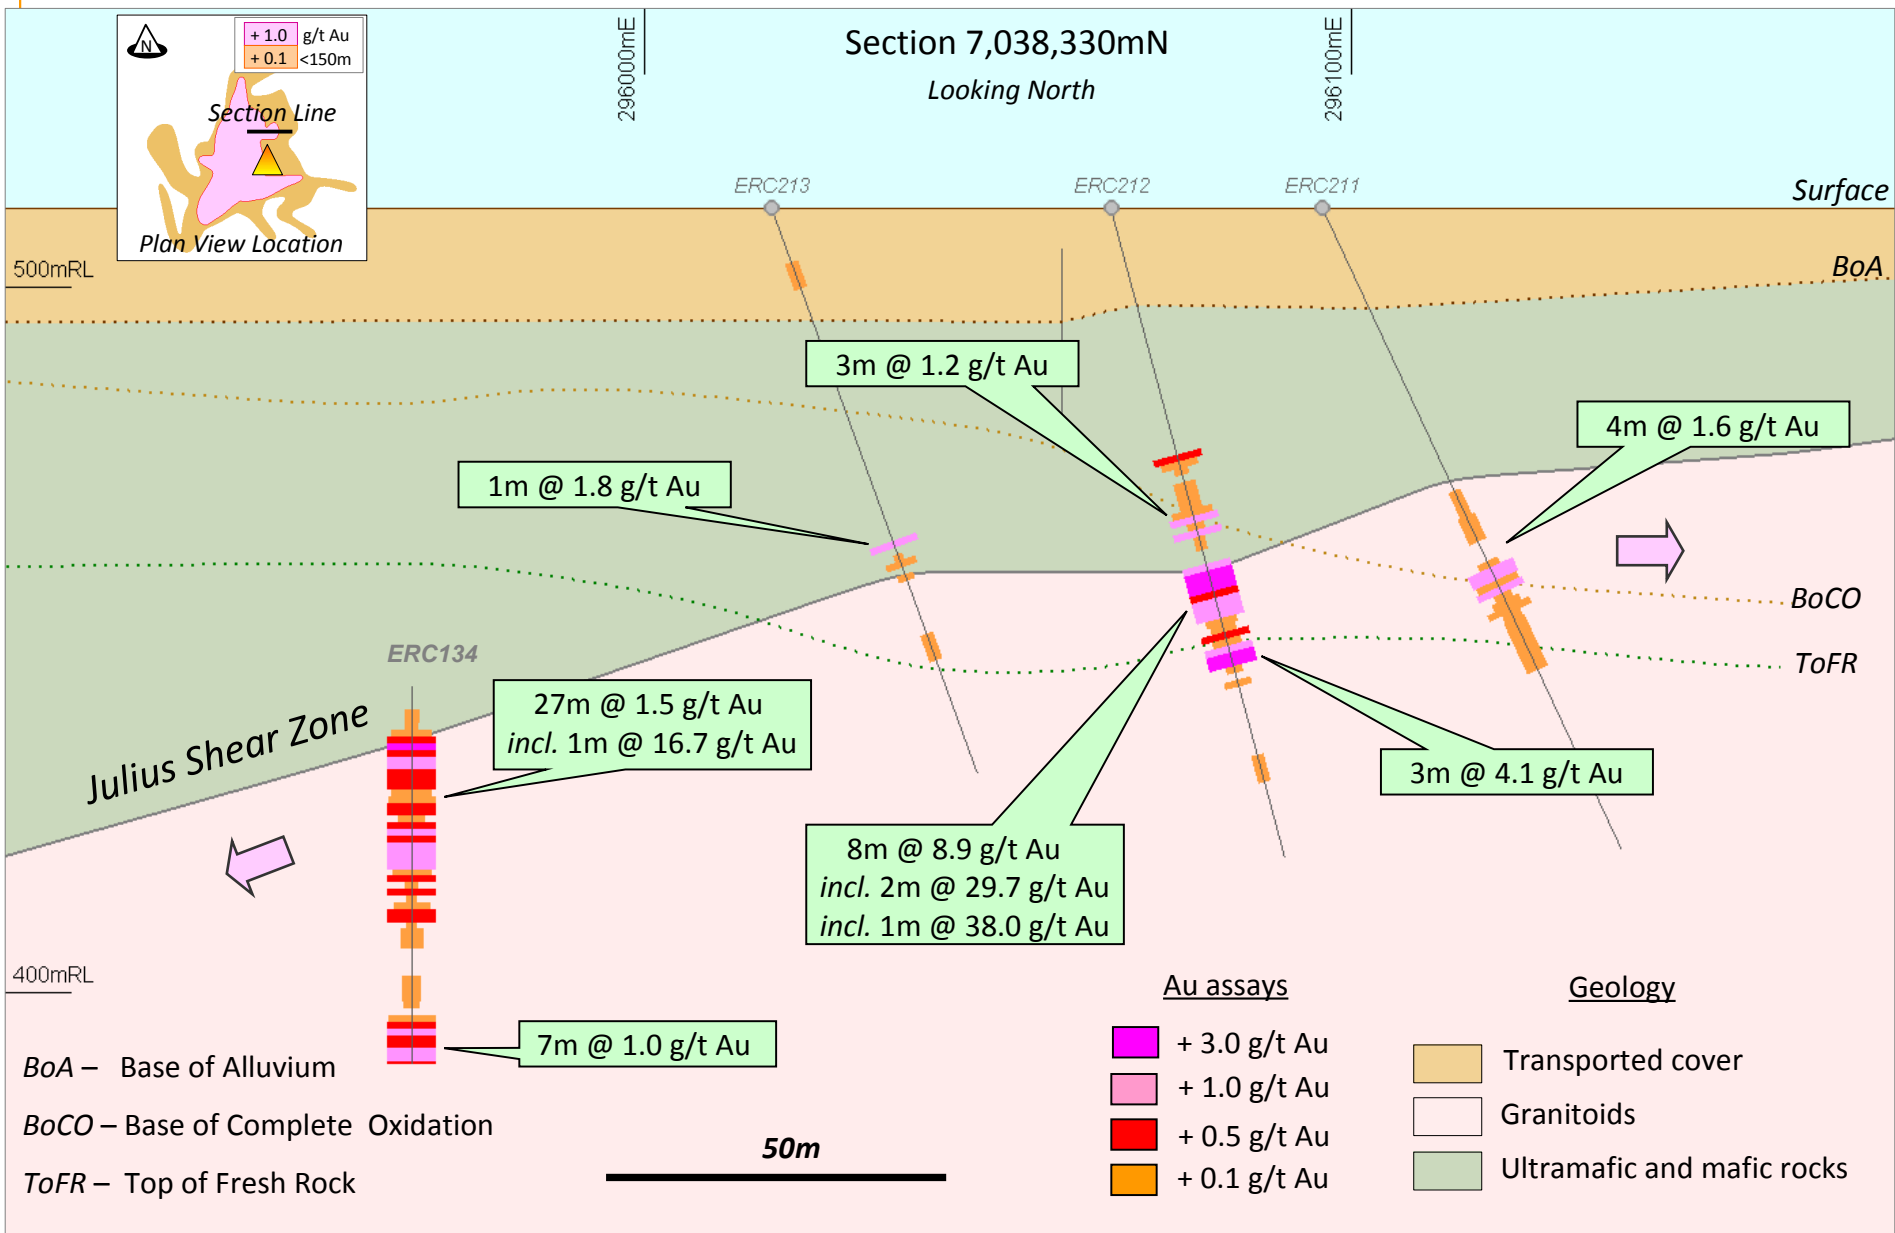 N
+ 1.0 g/t Au
+ 0.1 <150m
Section Line
Plan View Location
296000mE
Section 7,038,330mN
Looking North
296100mE
ERC213
ERC212
ERC211
Surface
500mRL
BoA
3m @ 1.2 g/t Au
4m @ 1.6 g/t Au
1m @ 1.8 g/t Au
BoCO
ToFR
ERC134
27m @ 1.5 g/t Au
incl. 1m @ 16.7 g/t Au
Julius Shear Zone
3m @ 4.1 g/t Au
8m @ 8.9 g/t Au
incl. 2m @ 29.7 g/t Au
incl. 1m @ 38.0 g/t Au
400mRL
7m @ 1.0 g/t Au
BoA – Base of Alluvium
BoCO – Base of Complete Oxidation
ToFR – Top of Fresh Rock
50m
Au assays
+ 3.0 g/t Au
+ 1.0 g/t Au
+ 0.5 g/t Au
+ 0.1 g/t Au
Geology
Transported cover
Granitoids
Ultramafic and mafic rocks